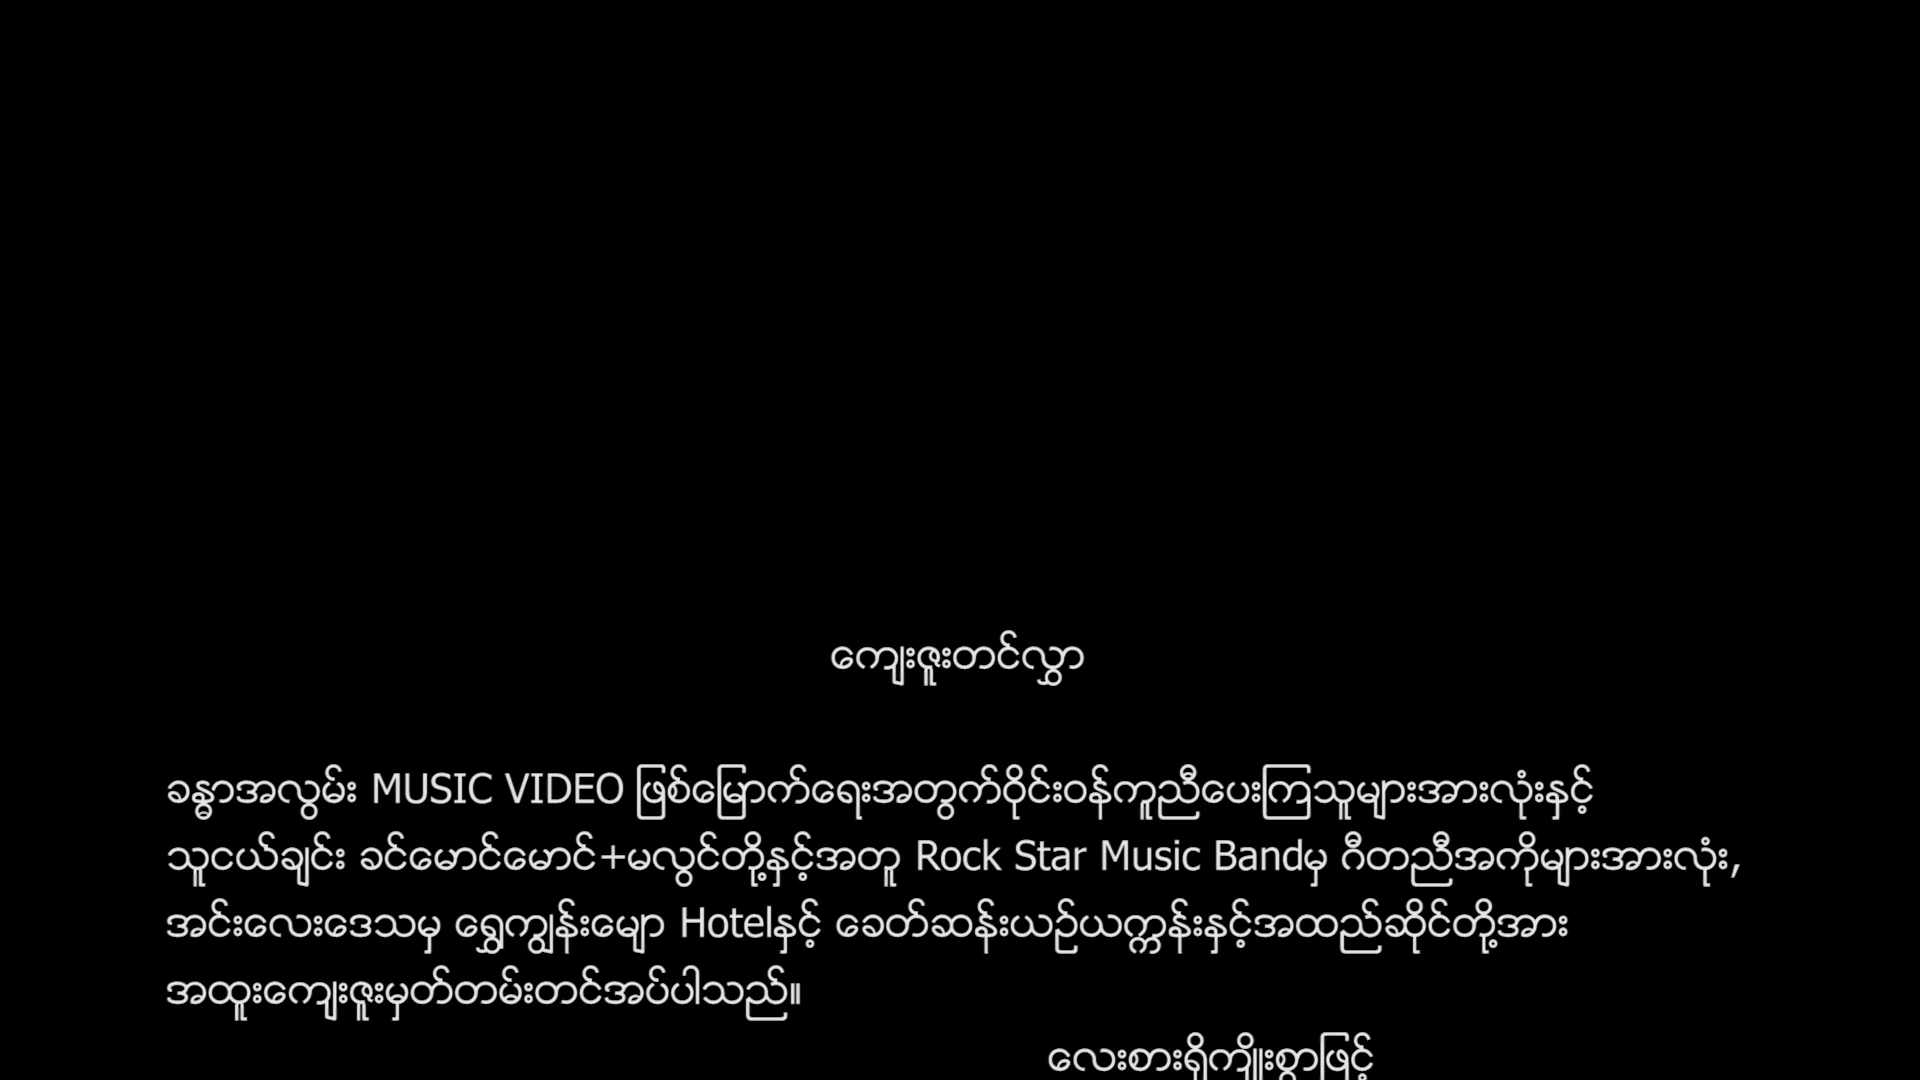 ကျေးဇူးတင်လွှာ
ခန္ဓာအလွမ်း MUSIC VIDEO ဖြစ်မြောက်ရေးအတွက်ဝိုင်းဝန်ကူညီပေးကြသူများအားလုံးနှင့်
သူငယ်ချင်း ခင်မောင်မောင်+မလွင်တို့နှင့်အတူ Rock Star Music Bandမှ ဂီတညီအကိုများအားလုံး,
အင်းလေးဒေသမှ ရွှေကျွန်းမျော Hotelနှင့် ခေတ်ဆန်းယဉ်ယက္ကန်းနှင့်အထည်ဆိုင်တို့အား
အထူးကျေးဇူးမှတ်တမ်းတင်အပ်ပါသည်။
လေးစားရှိကျိုးစွာဖြင့်